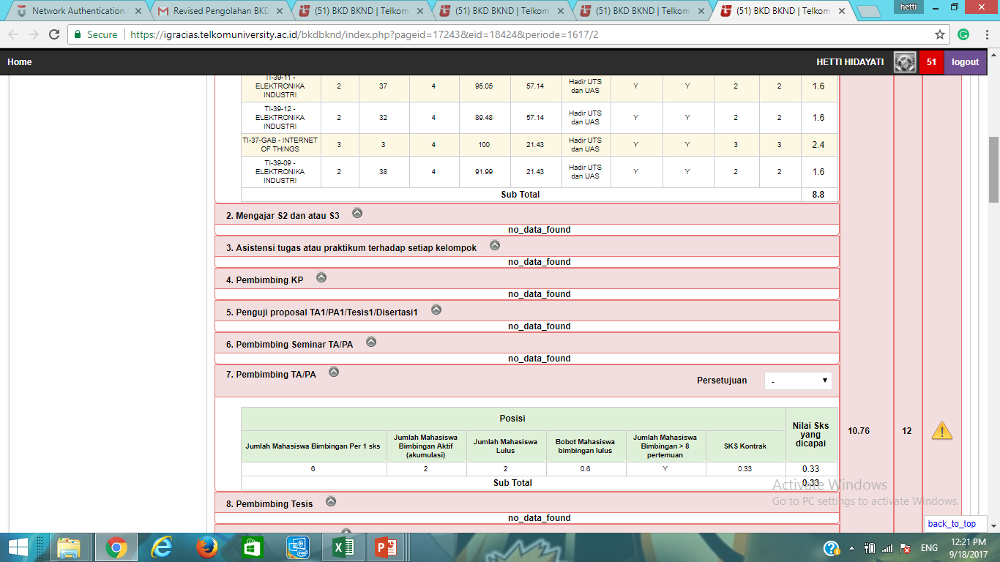 Network Authentication
Revised Pengolahan BKD
(51) BKD BKND | Telkom
(51) BKD BKND | Telkom
(51) BKD BKND | Telkom
(51) BKD BKND | Telkom
hetti
Secure
https://igracias.telkomuniversity.ac.id/bkdbknd/index.php?pageid=17243&eid=18424&periode=1617/2
Home
HETTI HIDAYATI
51
logout
TI-39-11 - ELEKTRONIKA INDUSTRI 2 37 4 95.05 57.14 Hadir UTS dan UAS Y Y 2 2 1.6
TI-39-12 - ELEKTRONIKA INDUSTRI 2 32 4 89.48 57.14 Hadir UTS dan UAS Y Y 2 2 1.6
TI-37-GAB - INTERNET OF THINGS 3 3 4 100 21.43 Hadir UTS dan UAS Y Y 3 3 2.4
TI-39-09 - ELEKTRONIKA INDUSTRI 2 38 4 91.99 21.43 Hadir UTS dan UAS Y Y 2 2 1.6
Sub Total 8.8
2. Mengajar S2 dan atau S3
no_data_found
3. Asistensi tugas atau praktikum terhadap setiap kelompok
no_data_found
4. Pembimbing KP
no_data_found
5. Penguji proposal TA1/PA1/Tesis1/Disertasi1
no_data_found
6. Pembimbing Seminar TA/PA
no_data_found
7. Pembimbing TA/PA
Persetujuan -
Posisi
Nilai Sks yang dicapai
Jumlah Mahasiswa Bimbingan Per 1 sks
Jumlah Mahasiswa Bimbingan Aktif (akumulasi)
Jumlah Mahasiswa Lulus
Bobot Mahasiswa bimbingan lulus
Jumlah Mahasiswa Bimbingan > 8 pertemuan
SKS Kontrak
6 2 2 0.6 Y 0.33 0.33
Sub Total 0.33
10.76 12
8. Pembimbing Tesis
no_data_found
Activate Windows
Go to PC settings to activate Windows.
back_to_top
ENG
12:21 PM
9/18/2017